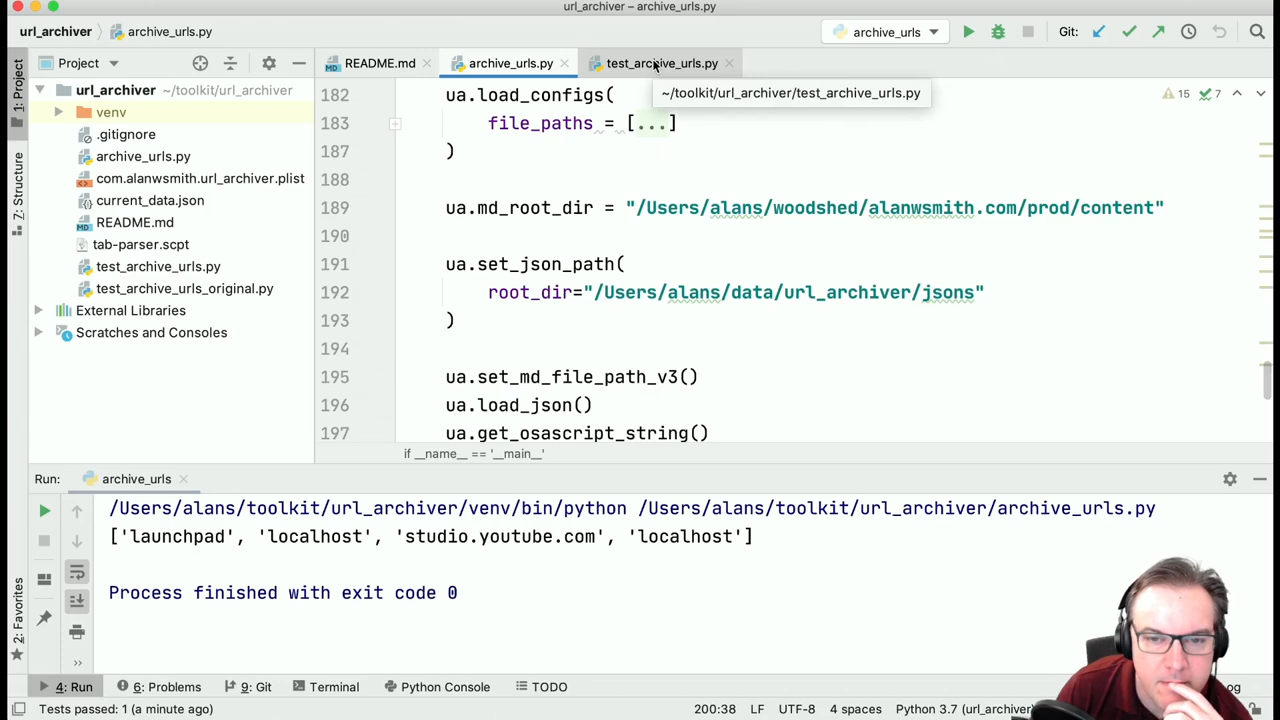 url_archiver – archive_urls.py
url_archiver archive_urls.py
archive_urls
Git:
1: Project
7: Structure
2: Favorites
Project
url_archiver ~/toolkit/url_archiver
venv
.gitignore
archive_urls.py
com.alanwsmith.url_archiver.plist
current_data.json
README.md
tab-parser.scpt
test_archive_urls.py
test_archive_urls_original.py
External Libraries
Scratches and Consoles
README.md archive_urls.py test_archive_urls.py
~/toolkit/url_archiver/test_archive_urls.py
15 7
182 ua.load_configs(
183 file_paths = [...]
187 )
188
189 ua.md_root_dir = "/Users/alans/woodshed/alanwsmith.com/prod/content"
190
191 ua.set_json_path(
192 root_dir="/Users/alans/data/url_archiver/jsons"
193 )
194
195 ua.set_md_file_path_v3()
196 ua.load_json()
197 ua.get_osascript_string()
if __name__ == '__main__'
Run: archive_urls
/Users/alans/toolkit/url_archiver/venv/bin/python /Users/alans/toolkit/url_archiver/archive_urls.py
['launchpad', 'localhost', 'studio.youtube.com', 'localhost']
Process finished with exit code 0
4: Run 6: Problems 9: Git Terminal Python Console TODO
Tests passed: 1 (a minute ago) 200:38 LF UTF-8 4 spaces Python 3.7 (url_archiver)